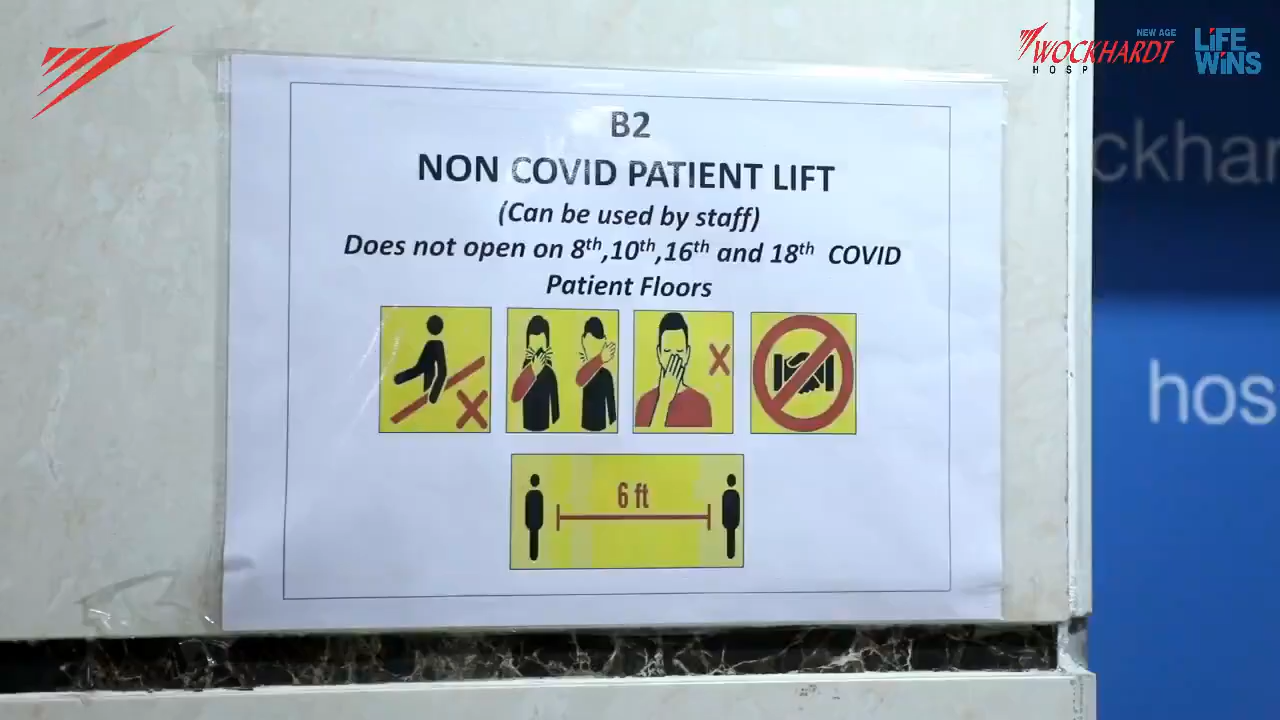 NEW AGE
WOCKHARDT
HOSP
LIFE
WINS
B2
NON COVID PATIENT LIFT
(Can be used by staff)
Does not open on 8th,10th,16th and 18th COVID
Patient Floors
6 ft
ckhar
hos